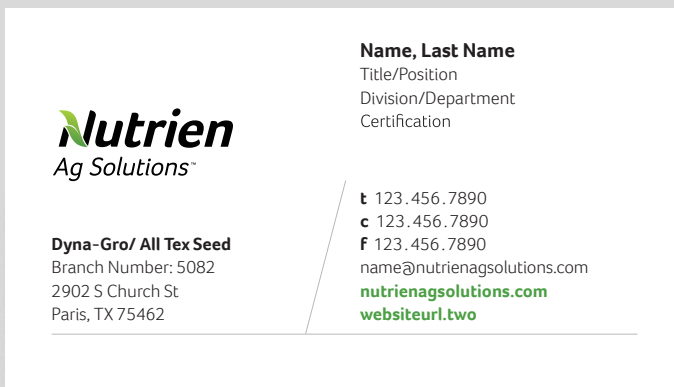 Nutrien
Ag Solutions™
Dyna-Gro/ All Tex Seed
Branch Number: 5082
2902 S Church St
Paris, TX 75462
Name, Last Name
Title/Position
Division/Department
Certification
t 123.456.7890
c 123.456.7890
f 123.456.7890
name@nutrienagsolutions.com
nutrienagsolutions.com
websiteurl.two